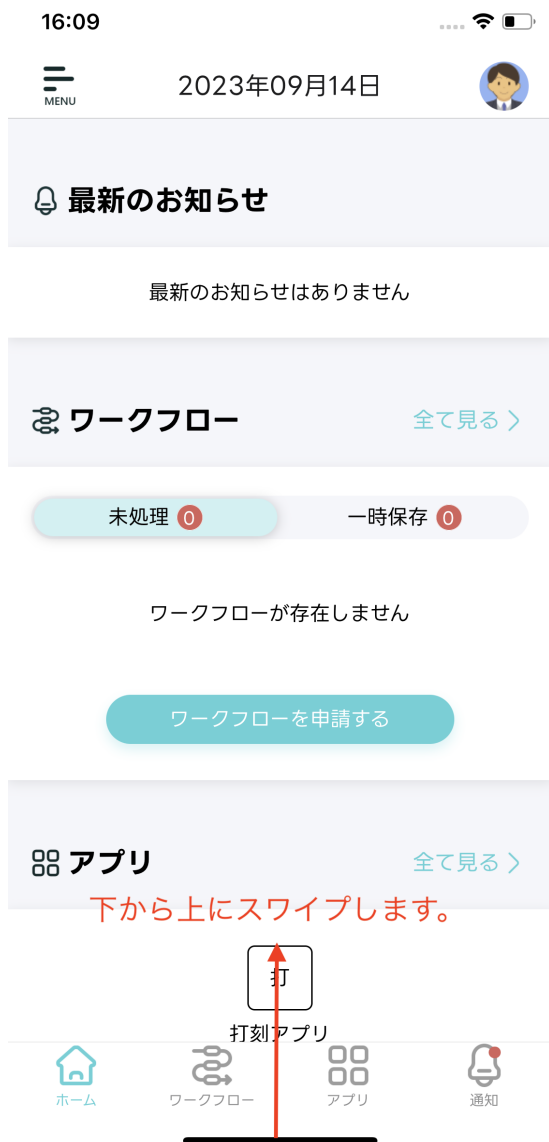 16:09
MENU
2023年09月14日
最新のお知らせ
最新のお知らせはありません
ワークフロー
全て見る
未処理 0
一時保存 0
ワークフローが存在しません
ワークフローを申請する
アプリ
全て見る
下から上にスワイプします。
打
打刻アプリ
ホーム
ワークフロー
アプリ
通知